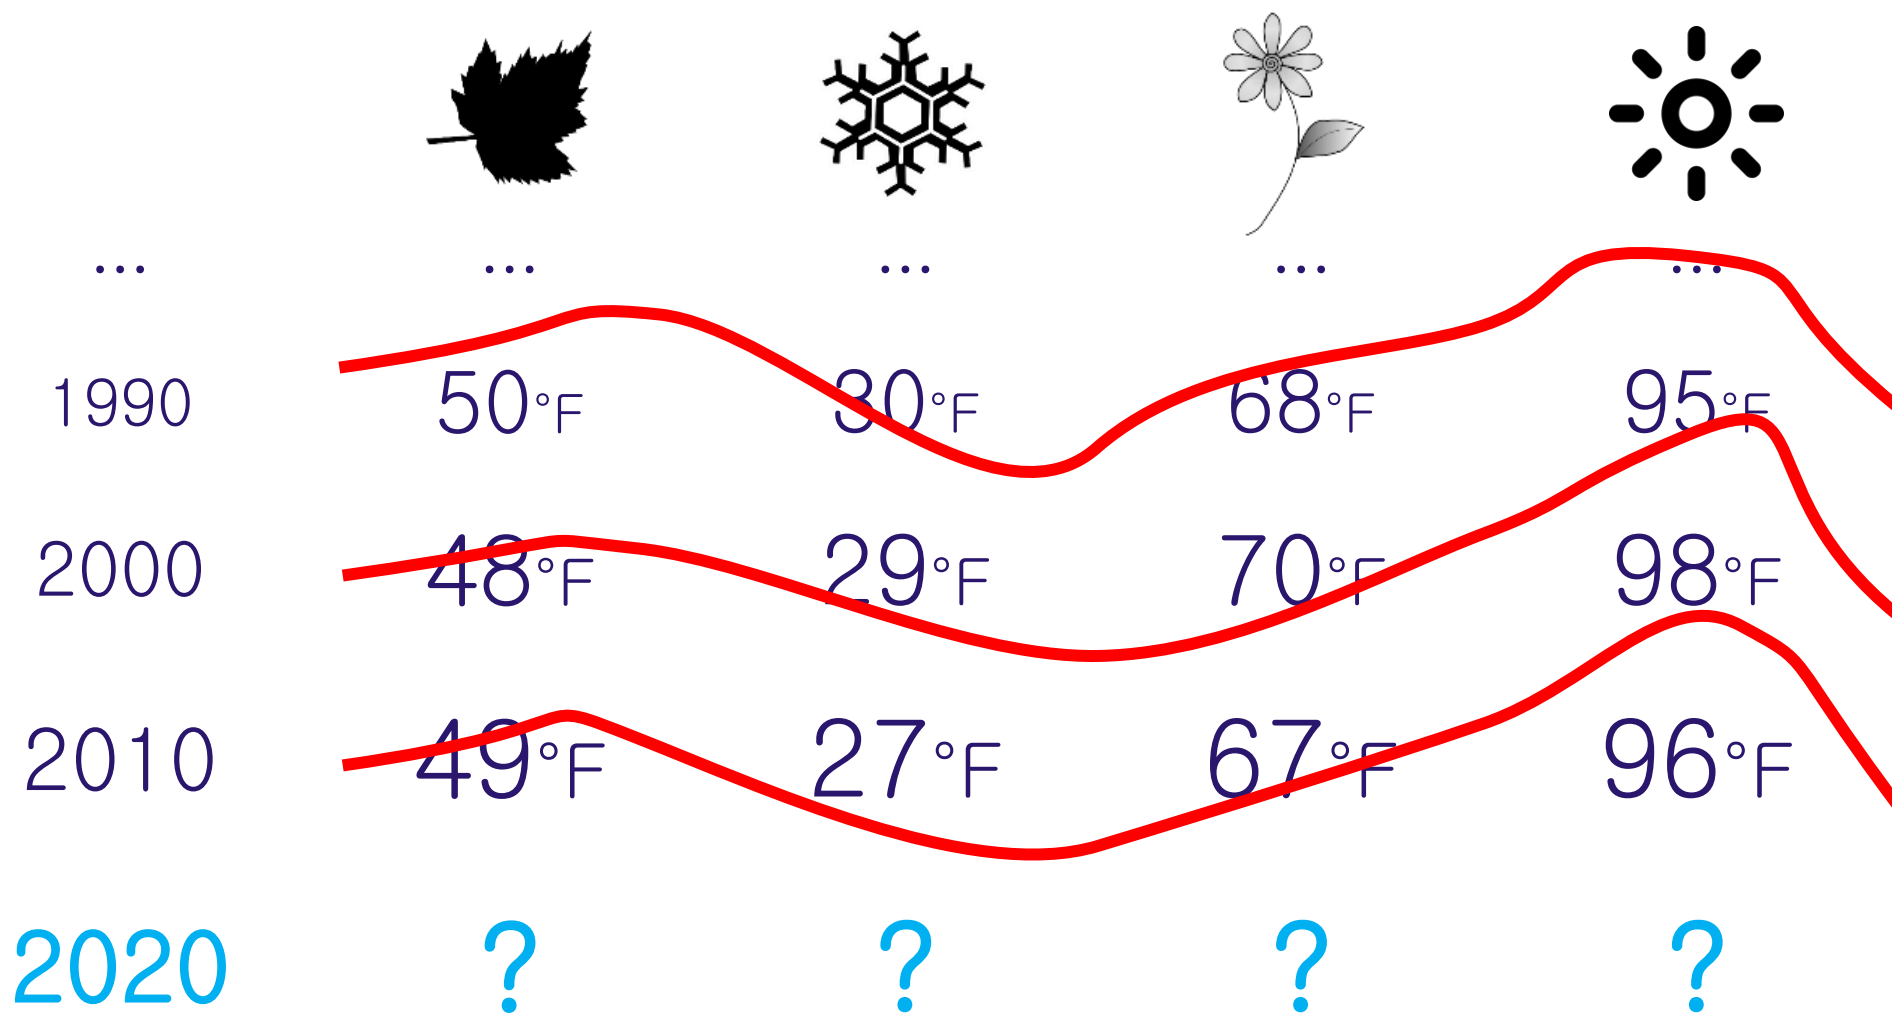 ... ... ... ... ...
1990 50°F 30°F 68°F 95°F
2000 48°F 29°F 70°F 98°F
2010 49°F 27°F 67°F 96°F
2020 ? ? ? ?